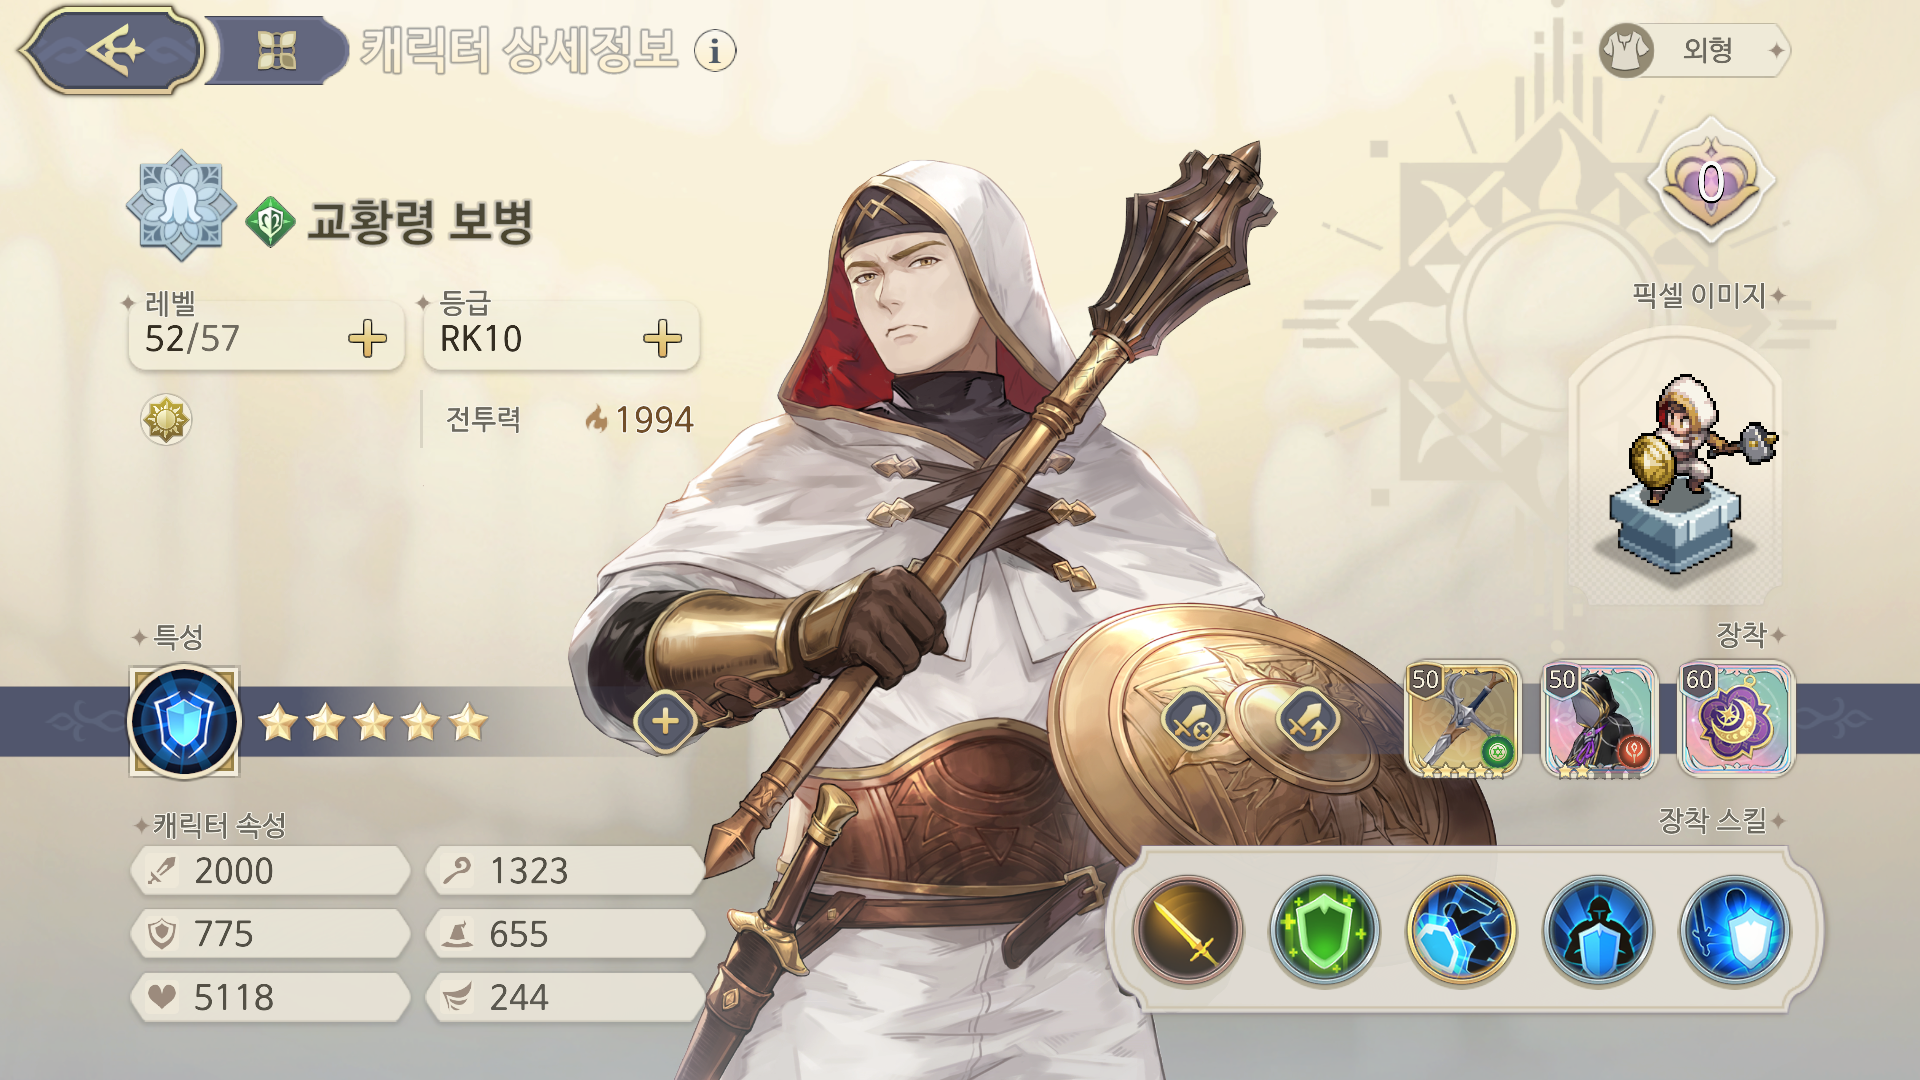 캐릭터 상세정보
외형
0
교황령 보병
레벨
52/57
등급
RK10
전투력 1994
픽셀 이미지
특성
장착
50 50 60
장착 스킬
캐릭터 속성
2000 1323
775 655
5118 244